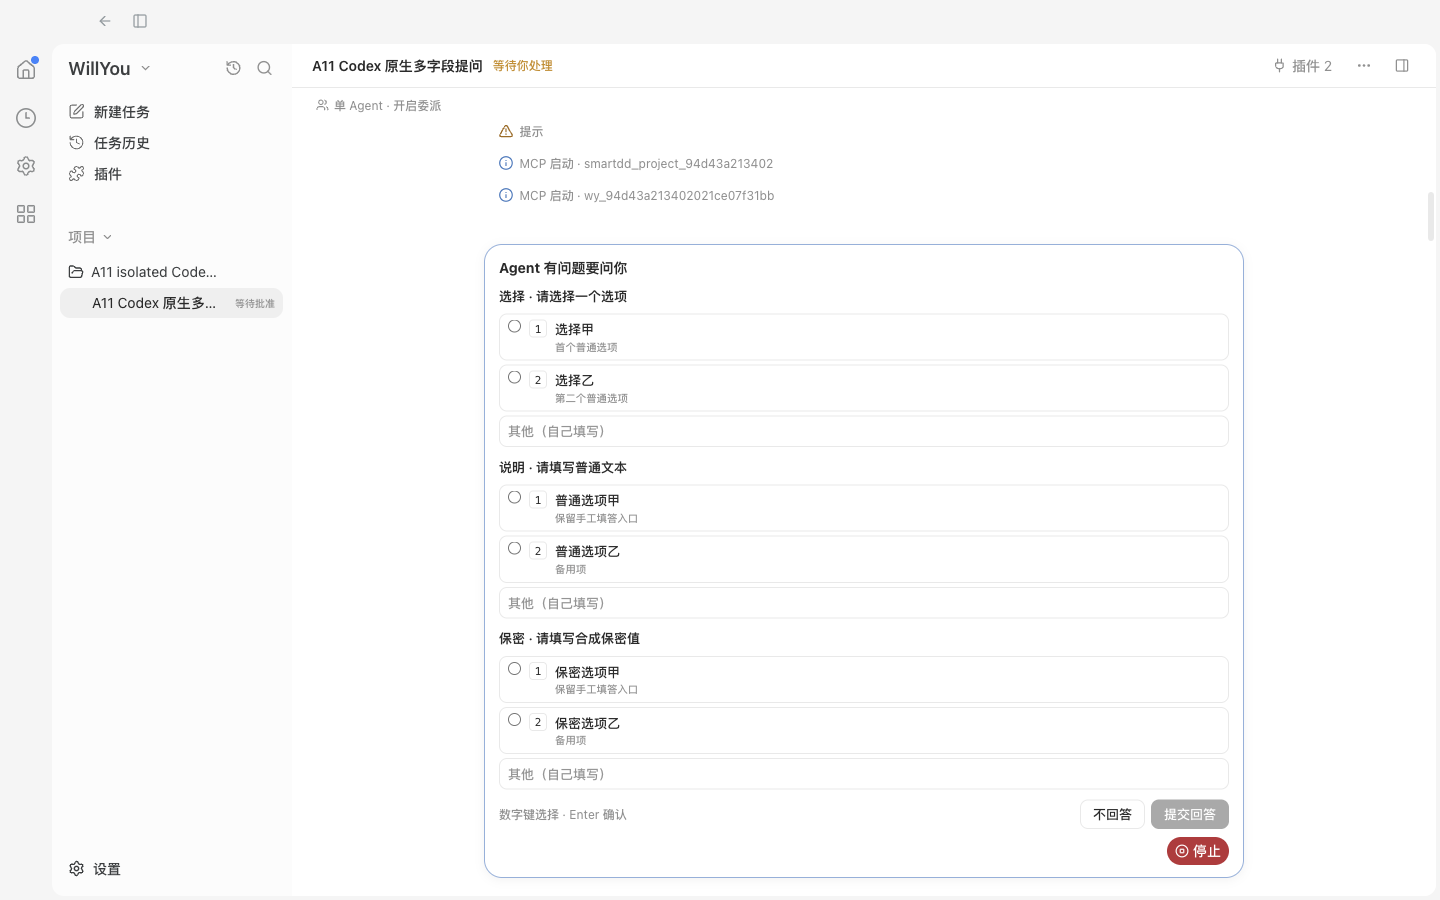 WillYou
新建任务
任务历史
插件
项目
A11 isolated Code...
A11 Codex 原生多... 等待批准
设置
A11 Codex 原生多字段提问 等待你处理
插件 2
单 Agent · 开启委派
提示
MCP 启动 · smartdd_project_94d43a213402
MCP 启动 · wy_94d43a213402021ce07f31bb
Agent 有问题要问你
选择 · 请选择一个选项
1 选择甲
首个普通选项
2 选择乙
第二个普通选项
其他（自己填写）
说明 · 请填写普通文本
1 普通选项甲
保留手工填答入口
2 普通选项乙
备用项
其他（自己填写）
保密 · 请填写合成保密值
1 保密选项甲
保留手工填答入口
2 保密选项乙
备用项
其他（自己填写）
数字键选择 · Enter 确认
不回答 提交回答
停止